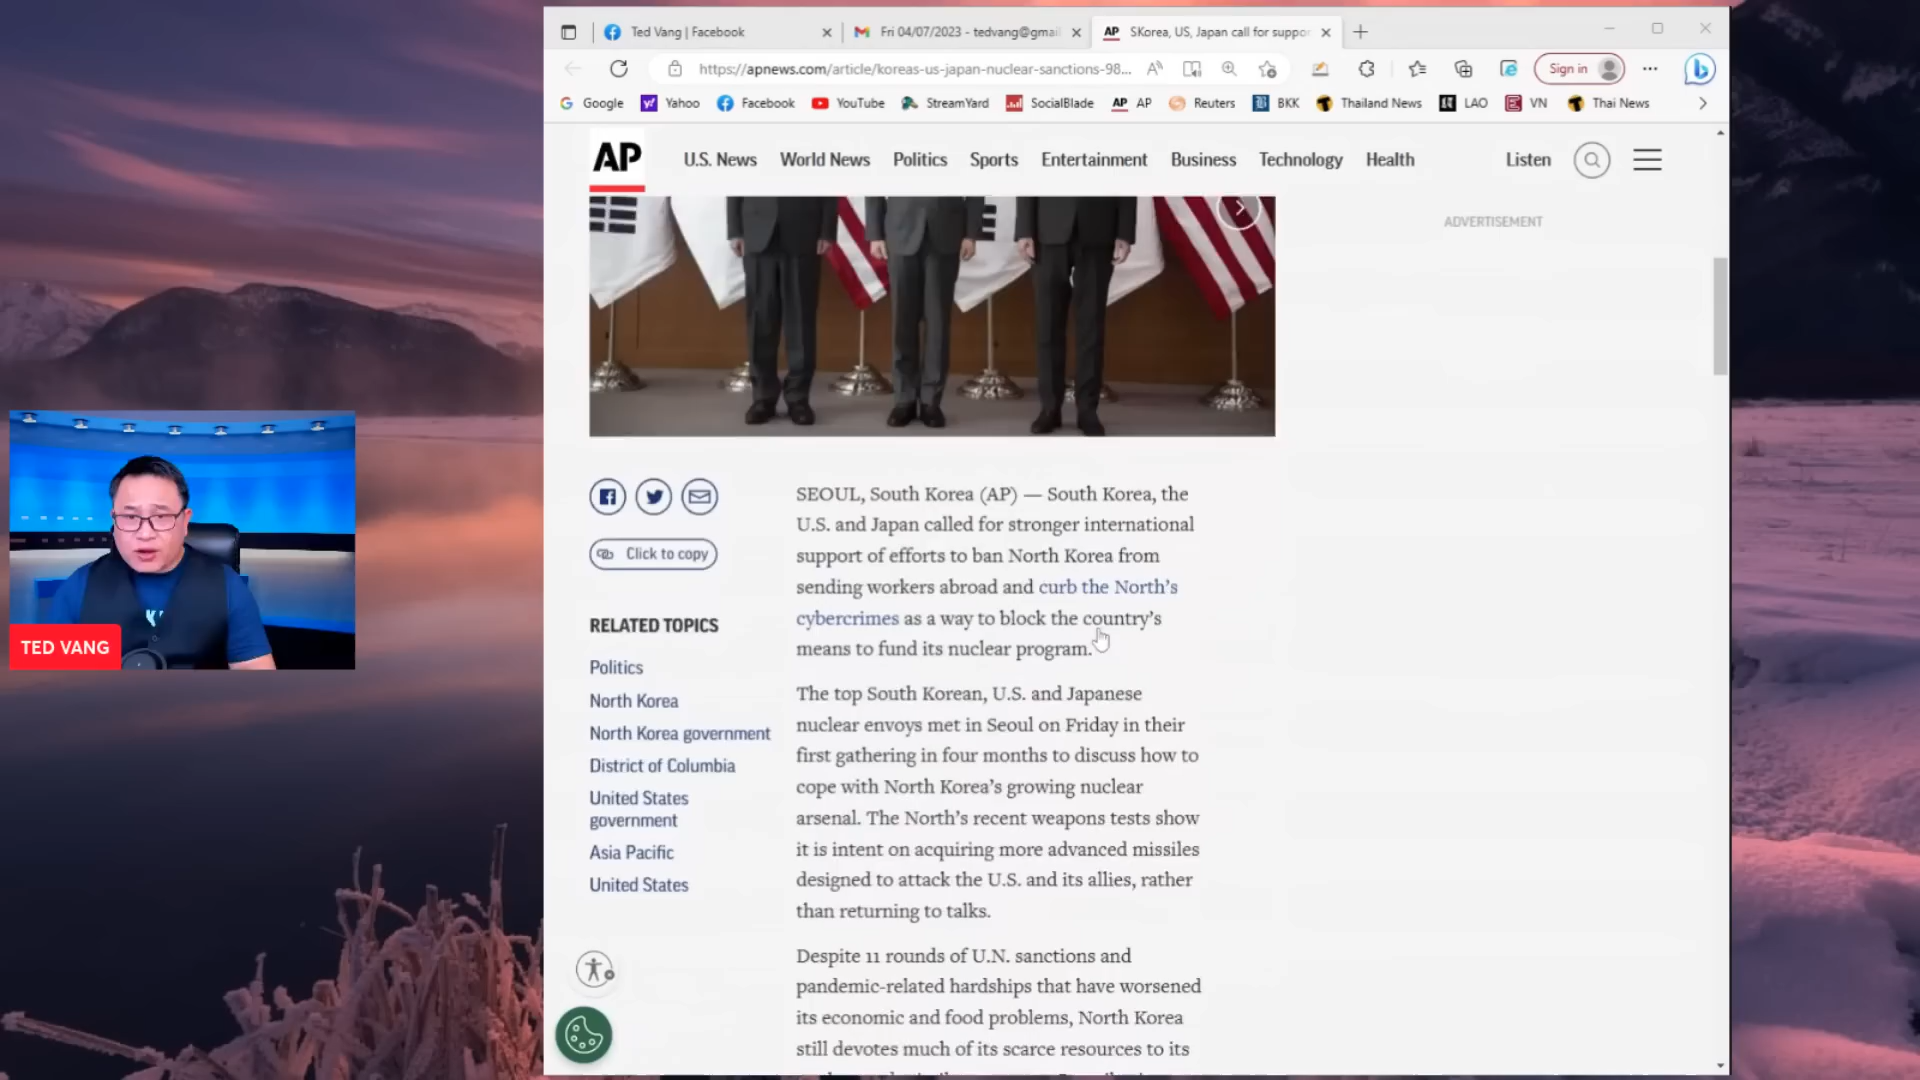 Ted Vang | Facebook
Fri 04/07/2023 - tedvang@gmai
AP SKorea, US, Japan call for suppor
https://apnews.com/article/koreas-us-japan-nuclear-sanctions-98...
Sign in
Google Yahoo Facebook YouTube StreamYard SocialBlade AP AP Reuters BKK Thailand News LAO VN Thai News
AP U.S. News World News Politics Sports Entertainment Business Technology Health Listen
ADVERTISEMENT
Click to copy
RELATED TOPICS
Politics
North Korea
North Korea government
District of Columbia
United States
government
Asia Pacific
United States
SEOUL, South Korea (AP) — South Korea, the
U.S. and Japan called for stronger international
support of efforts to ban North Korea from
sending workers abroad and curb the North’s
cybercrimes as a way to block the country’s
means to fund its nuclear program.
The top South Korean, U.S. and Japanese
nuclear envoys met in Seoul on Friday in their
first gathering in four months to discuss how to
cope with North Korea’s growing nuclear
arsenal. The North’s recent weapons tests show
it is intent on acquiring more advanced missiles
designed to attack the U.S. and its allies, rather
than returning to talks.
Despite 11 rounds of U.N. sanctions and
pandemic-related hardships that have worsened
its economic and food problems, North Korea
still devotes much of its scarce resources to its
TED VANG